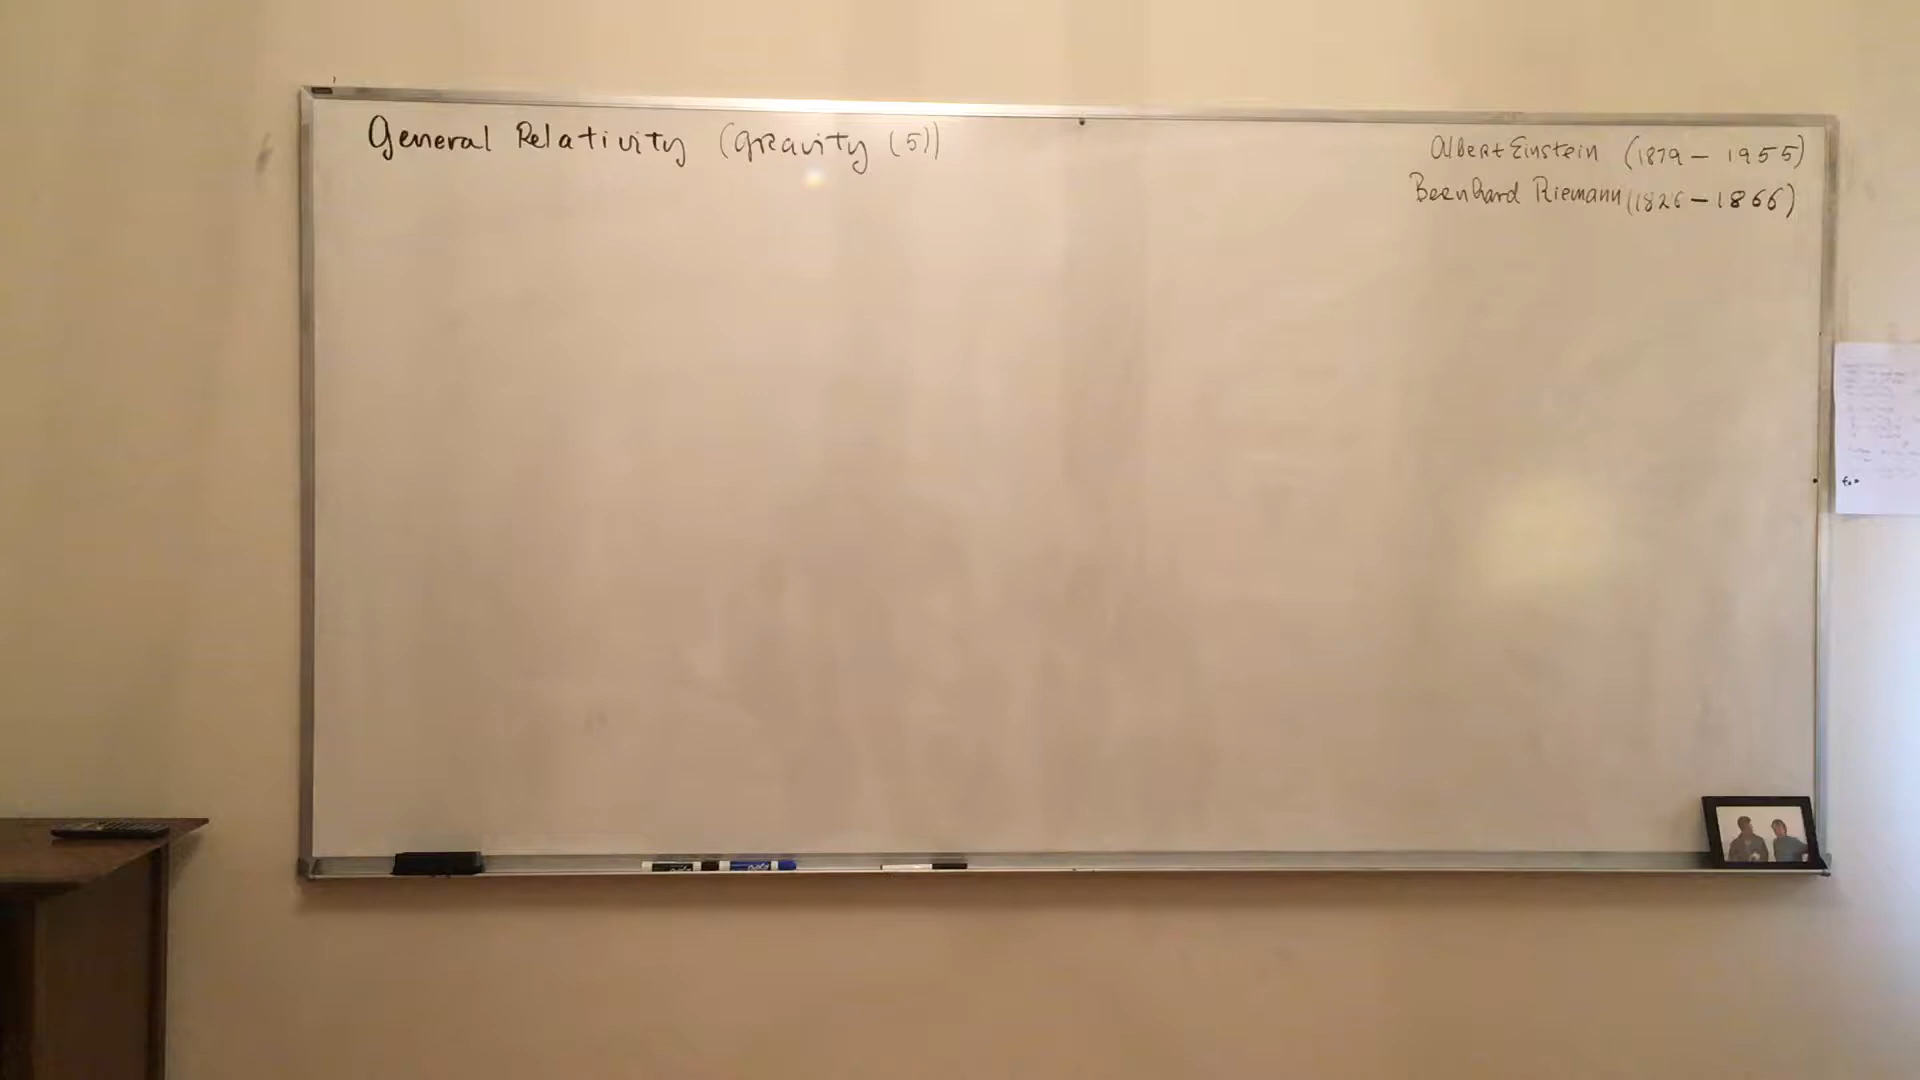 General Relativity (Gravity (5))
Albert Einstein (1879 – 1955)
Bernhard Riemann (1826 – 1866)